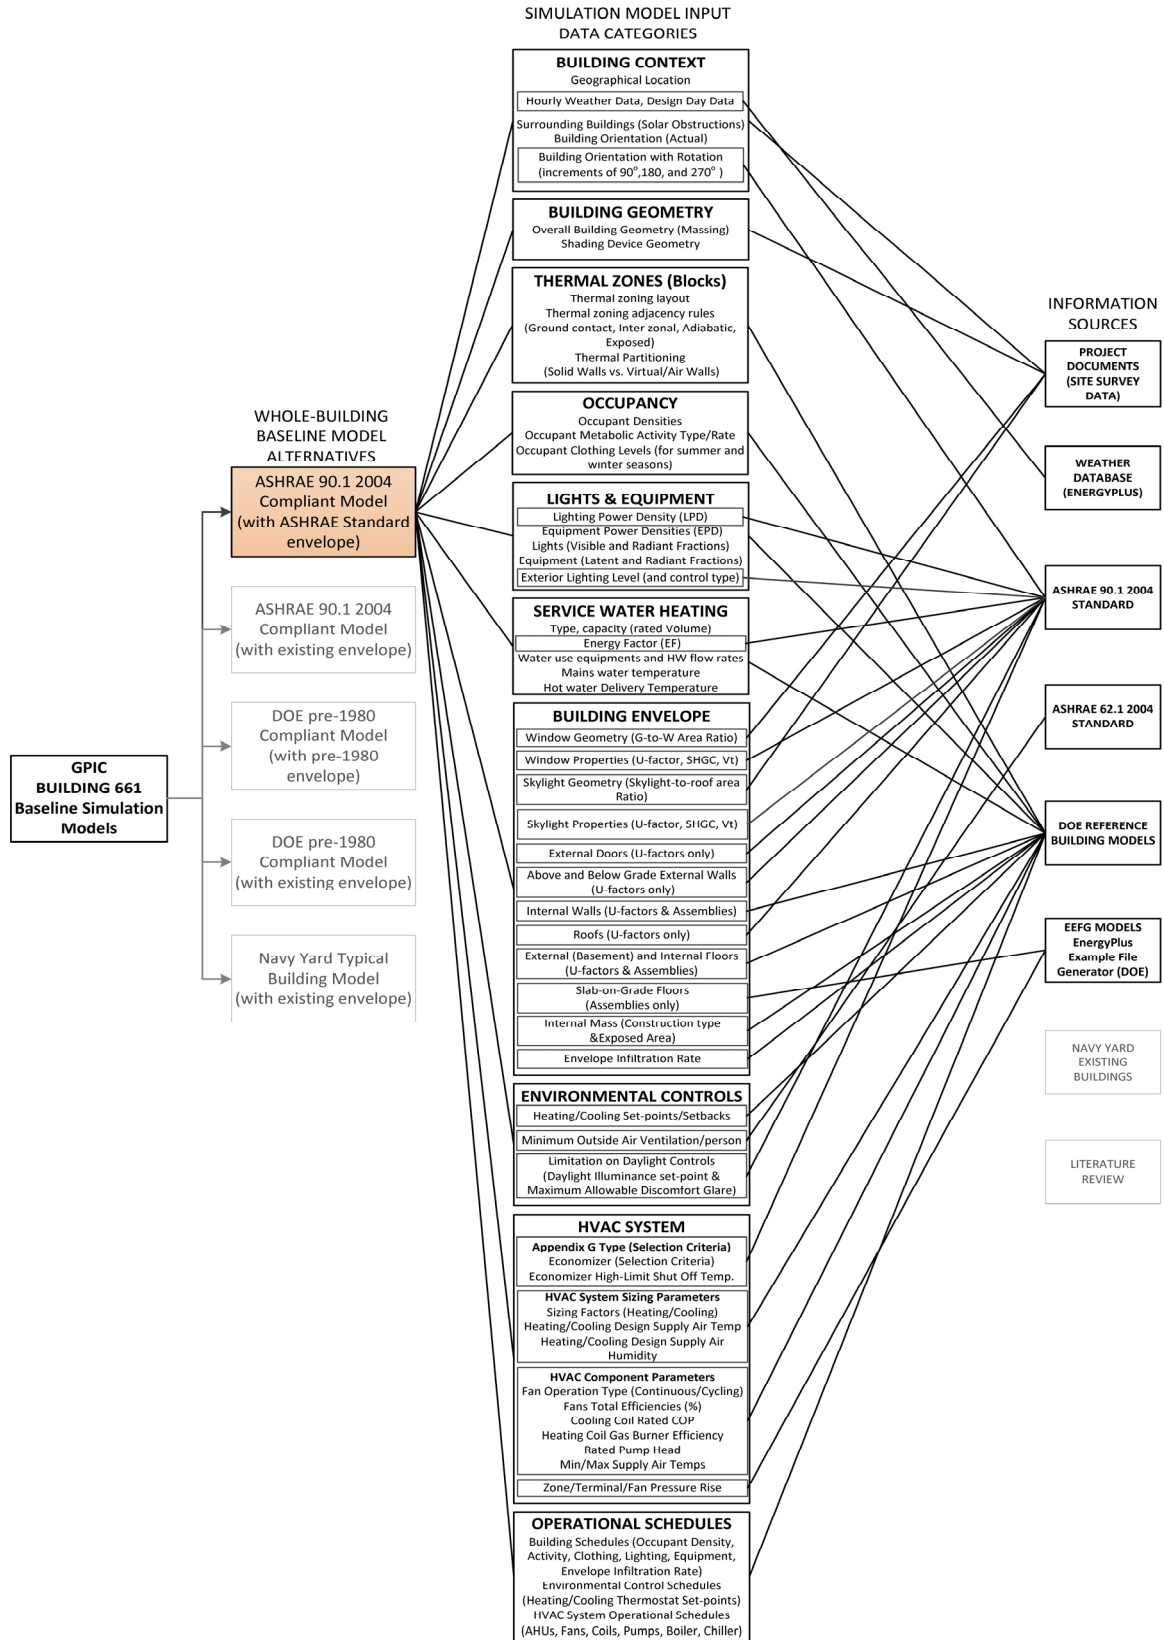 SIMULATION MODEL INPUT
DATA CATEGORIES
BUILDING CONTEXT
Geographical Location
Hourly Weather Data, Design Day Data
Surrounding Buildings (Solar Obstructions)
Building Orientation (Actual)
Building Orientation with Rotation
(increments of 90°,180, and 270° )
BUILDING GEOMETRY
Overall Building Geometry (Massing)
Shading Device Geometry
THERMAL ZONES (Blocks)
Thermal zoning layout
Thermal zoning adjacency rules
(Ground contact, Inter zonal, Adiabatic,
Exposed)
Thermal Partitioning
(Solid Walls vs. Virtual/Air Walls)
OCCUPANCY
Occupant Densities
Occupant Metabolic Activity Type/Rate
Occupant Clothing Levels (for summer and
winter seasons)
LIGHTS & EQUIPMENT
Lighting Power Density (LPD)
Equipment Power Densities (EPD)
Lights (Visible and Radiant Fractions)
Equipment (Latent and Radiant Fractions)
Exterior Lighting Level (and control type)
SERVICE WATER HEATING
Type, capacity (rated Volume)
Energy Factor (EF)
Water use equipments and HW flow rates
Mains water temperature
Hot water Delivery Temperature
BUILDING ENVELOPE
Window Geometry (G-to-W Area Ratio)
Window Properties (U-factor, SHGC, Vt)
Skylight Geometry (Skylight-to-roof area
Ratio)
Skylight Properties (U-factor, SHGC, Vt)
External Doors (U-factors only)
Above and Below Grade External Walls
(U-factors only)
Internal Walls (U-factors & Assemblies)
Roofs (U-factors only)
External (Basement) and Internal Floors
(U-factors & Assemblies)
Slab-on-Grade Floors
(Assemblies only)
Internal Mass (Construction type
&Exposed Area)
Envelope Infiltration Rate
ENVIRONMENTAL CONTROLS
Heating/Cooling Set-points/Setbacks
Minimum Outside Air Ventilation/person
Limitation on Daylight Controls
(Daylight Illuminance set-point &
Maximum Allowable Discomfort Glare)
HVAC SYSTEM
Appendix G Type (Selection Criteria)
Economizer (Selection Criteria)
Economizer High-Limit Shut Off Temp.
HVAC System Sizing Parameters
Sizing Factors (Heating/Cooling)
Heating/Cooling Design Supply Air Temp
Heating/Cooling Design Supply Air
Humidity
HVAC Component Parameters
Fan Operation Type (Continuous/Cycling)
Fans Total Efficiencies (%)
Cooling Coil Rated COP
Heating Coil Gas Burner Efficiency
Rated Pump Head
Min/Max Supply Air Temps
Zone/Terminal/Fan Pressure Rise
OPERATIONAL SCHEDULES
Building Schedules (Occupant Density,
Activity, Clothing, Lighting, Equipment,
Envelope Infiltration Rate)
Environmental Control Schedules
(Heating/Cooling Thermostat Set-points)
HVAC System Operational Schedules
(AHUs, Fans, Coils, Pumps, Boiler, Chiller)
WHOLE-BUILDING
BASELINE MODEL
ALTERNATIVES
ASHRAE 90.1 2004
Compliant Model
(with ASHRAE Standard
envelope)
ASHRAE 90.1 2004
Compliant Model
(with existing envelope)
DOE pre-1980
Compliant Model
(with pre-1980
envelope)
DOE pre-1980
Compliant Model
(with existing envelope)
Navy Yard Typical
Building Model
(with existing envelope)
GPIC
BUILDING 661
Baseline Simulation
Models
INFORMATION
SOURCES
PROJECT
DOCUMENTS
(SITE SURVEY
DATA)
WEATHER
DATABASE
(ENERGYPLUS)
ASHRAE 90.1 2004
STANDARD
ASHRAE 62.1 2004
STANDARD
DOE REFERENCE
BUILDING MODELS
EEFG MODELS
EnergyPlus
Example File
Generator (DOE)
NAVY YARD
EXISTING
BUILDINGS
LITERATURE
REVIEW